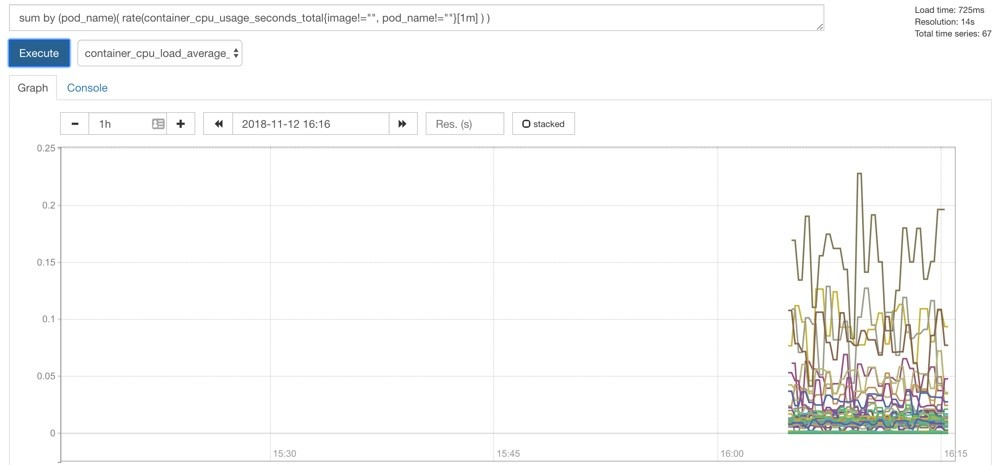 sum by (pod_name)( rate(container_cpu_usage_seconds_total{image!="", pod_name!=""}[1m] ) )
Load time: 725ms
Resolution: 14s
Total time series: 67
Execute
container_cpu_load_average_
Graph
Console
- 1h + 2018-11-12 16:16 Res. (s) stacked
0.25
0.2
0.15
0.1
0.05
0
15:30 15:45 16:00 16:15